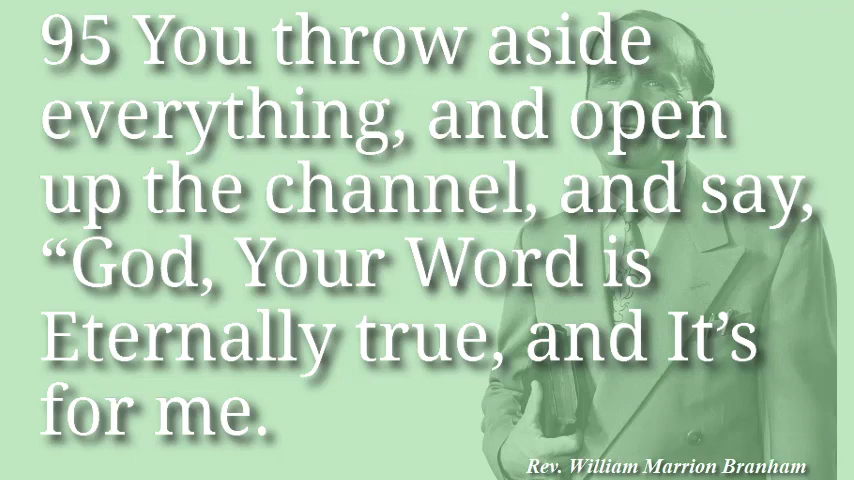 95 You throw aside
everything, and open
up the channel, and say,
“God, Your Word is
Eternally true, and It’s
for me.
Rev. William Marrion Branham